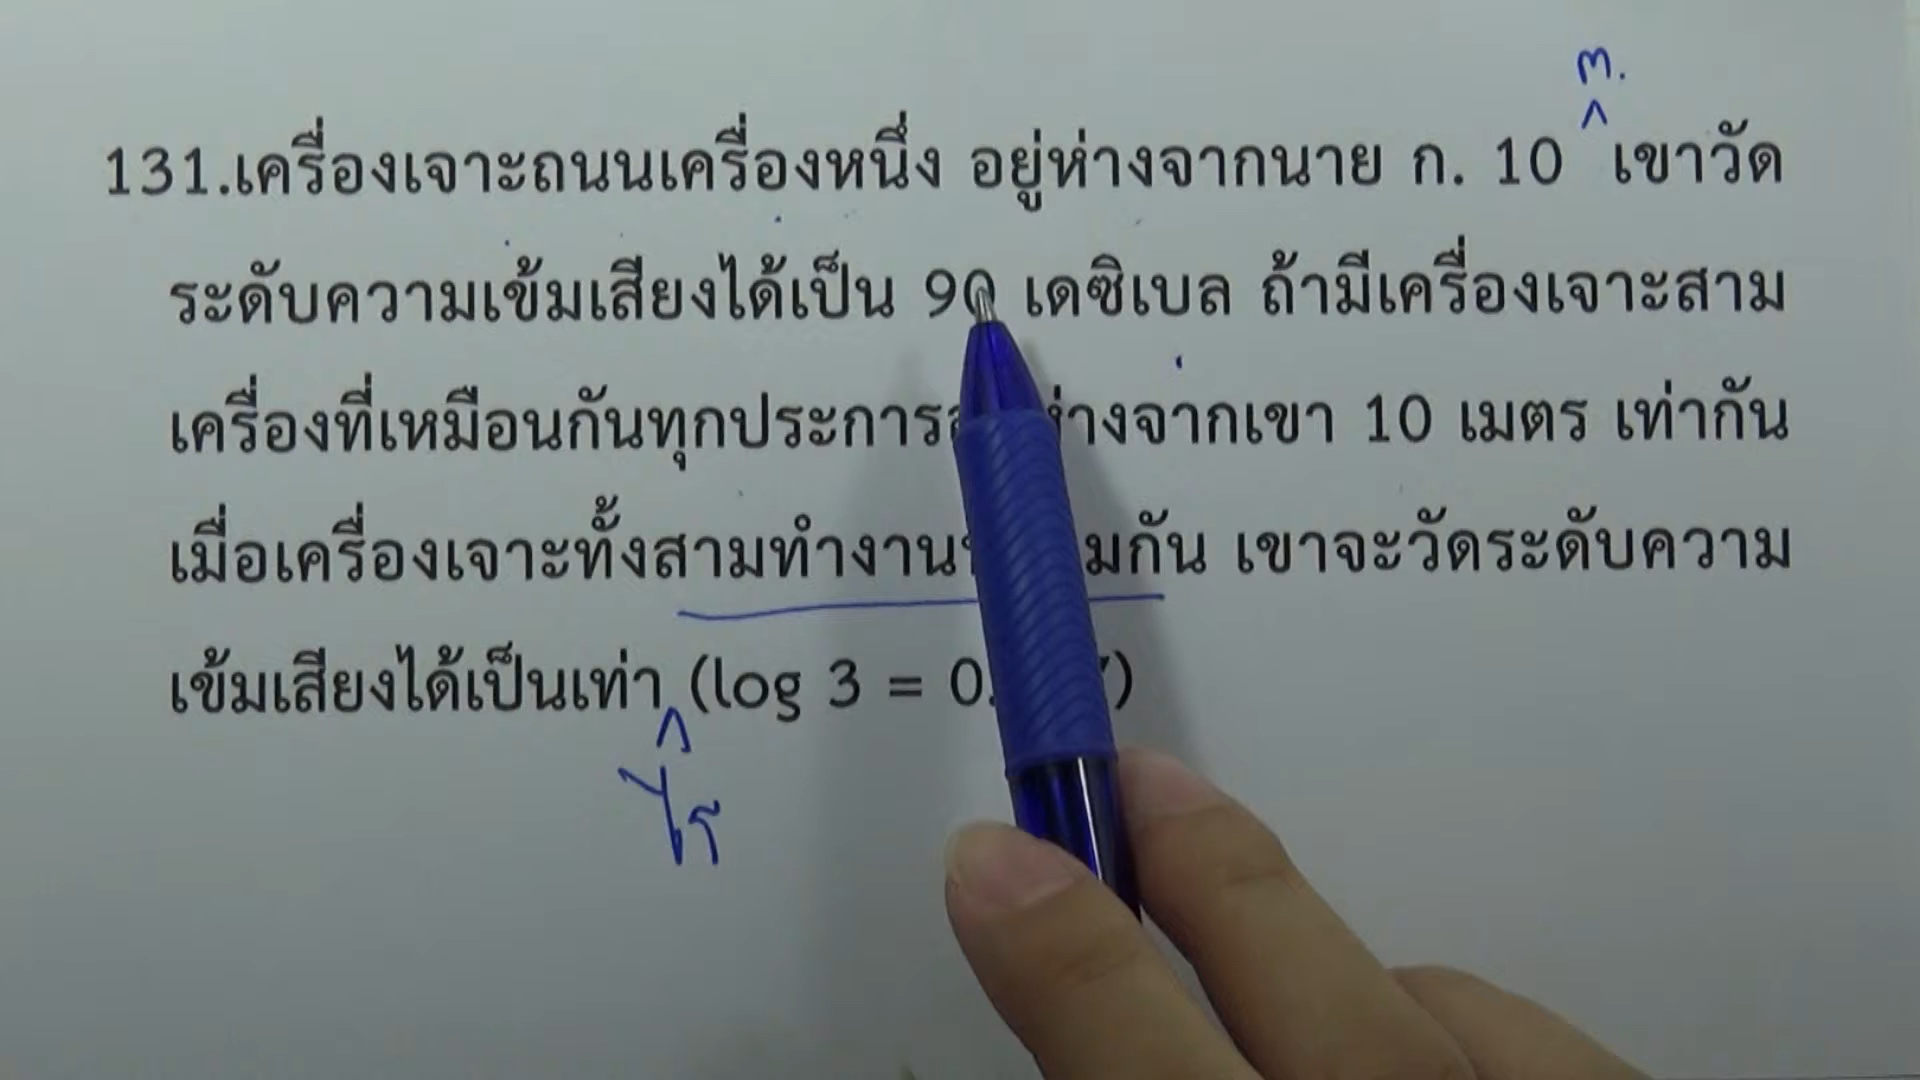 ม.
131.เครื่องเจาะถนนเครื่องหนึ่ง อยู่ห่างจากนาย ก. 10 ^ เขาวัด
ระดับความเข้มเสียงได้เป็น 90 เดซิเบล ถ้ามีเครื่องเจาะสาม
เครื่องที่เหมือนกันทุกประการ จากเขา 10 เมตร เท่ากัน
เมื่อเครื่องเจาะทั้งสามทำงาน กัน เขาจะวัดระดับความ
เข้มเสียงได้เป็นเท่า ^ (log 3 = 0. )
ไร